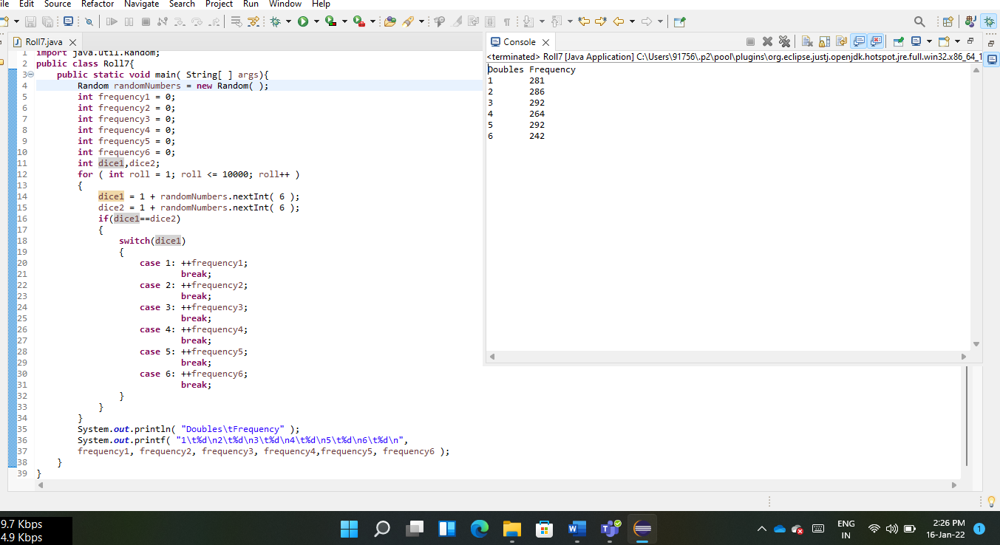 ile Edit Source Refactor Navigate Search Project Run Window Help
Roll7.java
1 import java.util.Random;
2 public class Roll7{
3 public static void main( String[ ] args){
4 Random randomNumbers = new Random( );
5 int frequency1 = 0;
6 int frequency2 = 0;
7 int frequency3 = 0;
8 int frequency4 = 0;
9 int frequency5 = 0;
10 int frequency6 = 0;
11 int dice1,dice2;
12 for ( int roll = 1; roll <= 10000; roll++ )
13 {
14 dice1 = 1 + randomNumbers.nextInt( 6 );
15 dice2 = 1 + randomNumbers.nextInt( 6 );
16 if(dice1==dice2)
17 {
18 switch(dice1)
19 {
20 case 1: ++frequency1;
21 break;
22 case 2: ++frequency2;
23 break;
24 case 3: ++frequency3;
25 break;
26 case 4: ++frequency4;
27 break;
28 case 5: ++frequency5;
29 break;
30 case 6: ++frequency6;
31 break;
32 }
33 }
34 }
35 System.out.println( "Doubles\tFrequency" );
36 System.out.printf( "1\t%d\n2\t%d\n3\t%d\n4\t%d\n5\t%d\n6\t%d\n",
37 frequency1, frequency2, frequency3, frequency4,frequency5, frequency6 );
38 }
39 }
Console
<terminated> Roll7 [Java Application] C:\Users\91756\.p2\pool\plugins\org.eclipse.justj.openjdk.hotspot.jre.full.win32.x86_64_1
Doubles Frequency
1 281
2 286
3 292
4 264
5 292
6 242
9.7 Kbps
4.9 Kbps
ENG
IN
2:26 PM
16-Jan-22
1